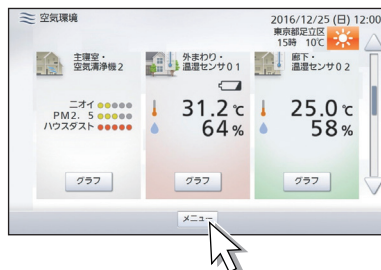 空気環境
2016/12/25 (日) 12:00
東京都足立区
15時 10℃
主寝室・
空気清浄機2
ニオイ
PM2．5
ハウスダスト
グラフ
外まわり・
温湿センサ01
31.2℃
64%
グラフ
廊下・
温湿センサ02
25.0℃
58%
グラフ
メニュー